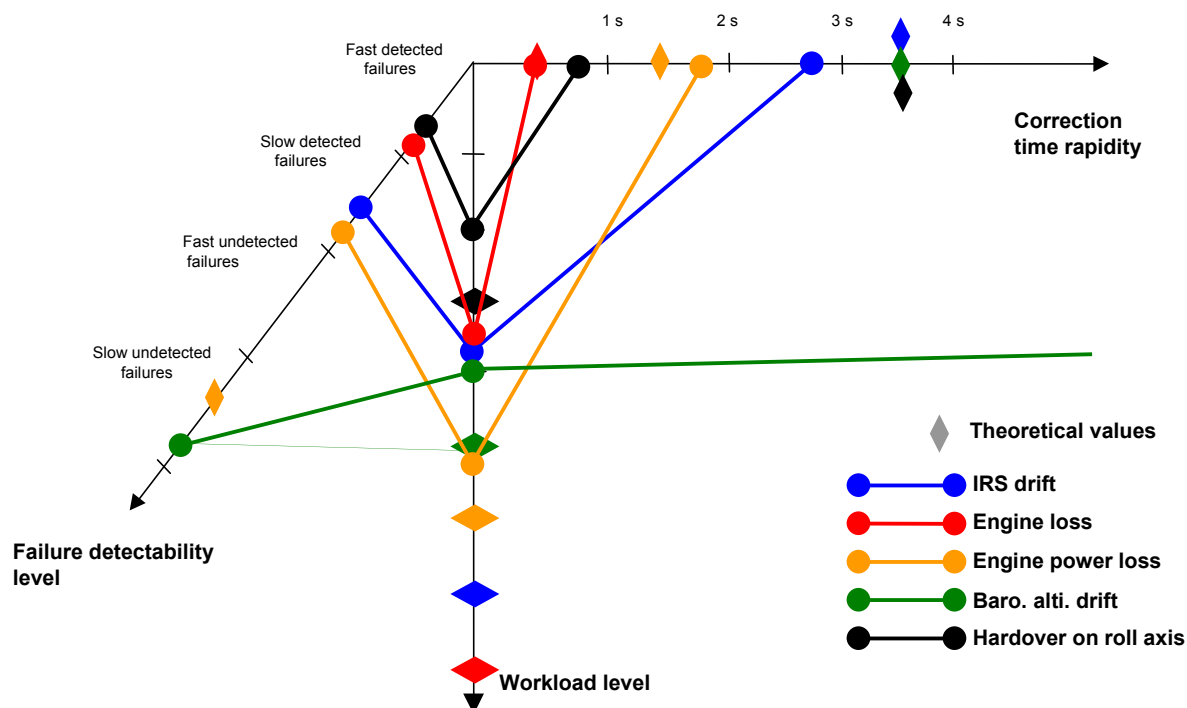 1 s
2 s
3 s
4 s
Fast detected
failures
Correction
time rapidity
Slow detected
failures
Fast undetected
failures
Slow undetected
failures
Theoretical values
IRS drift
Engine loss
Engine power loss
Baro. alti. drift
Hardover on roll axis
Failure detectability
level
Workload level